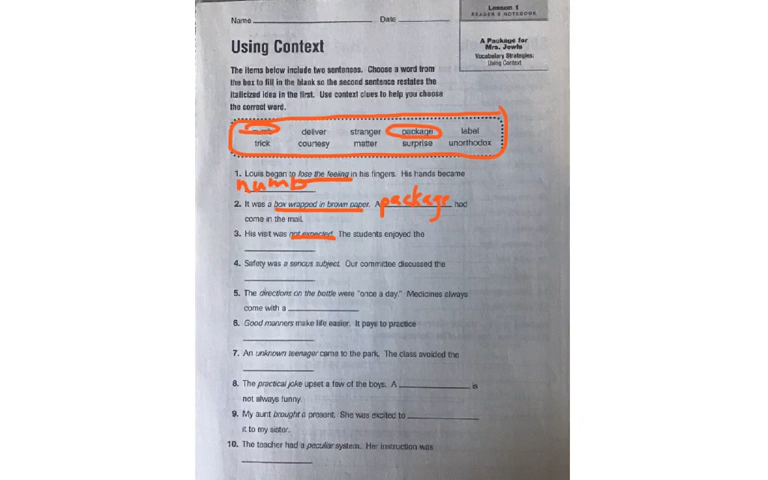 Lesson 1
READER'S NOTEBOOK
Name Date
A Package for
Mrs. Jewls
Vocabulary Strategies:
Using Context
Using Context
The items below include two sentences. Choose a word from
the box to fill in the blank so the second sentence restates the
italicized idea in the first. Use context clues to help you choose
the correct word.
numb deliver stranger package label
trick courtesy matter surprise unorthodox
1. Louis began to lose the feeling in his fingers. His hands became
numb
2. It was a box wrapped in brown paper. A package had
come in the mail.
3. His visit was not expected. The students enjoyed the
4. Safety was a serious subject. Our committee discussed the
5. The directions on the bottle were "once a day." Medicines always
come with a
6. Good manners make life easier. It pays to practice
7. An unknown teenager came to the park. The class avoided the
8. The practical joke upset a few of the boys. A is
not always funny.
9. My aunt brought a present. She was excited to
it to my sister.
10. The teacher had a peculiar system. Her instruction was